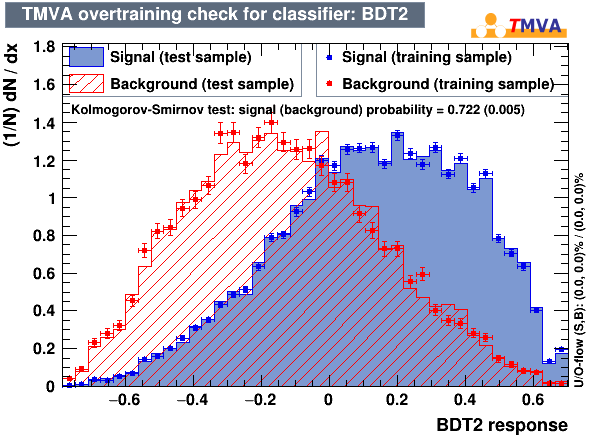 TMVA overtraining check for classifier: BDT2
TMVA
(1/N) dN / dx
1.8
1.6
1.4
1.2
1
0.8
0.6
0.4
0.2
0
Signal (test sample)
Background (test sample)
Signal (training sample)
Background (training sample)
Kolmogorov-Smirnov test: signal (background) probability = 0.722 (0.005)
U/O-flow (S,B): (0.0, 0.0)% / (0.0, 0.0)%
−0.6 −0.4 −0.2 0 0.2 0.4 0.6
BDT2 response